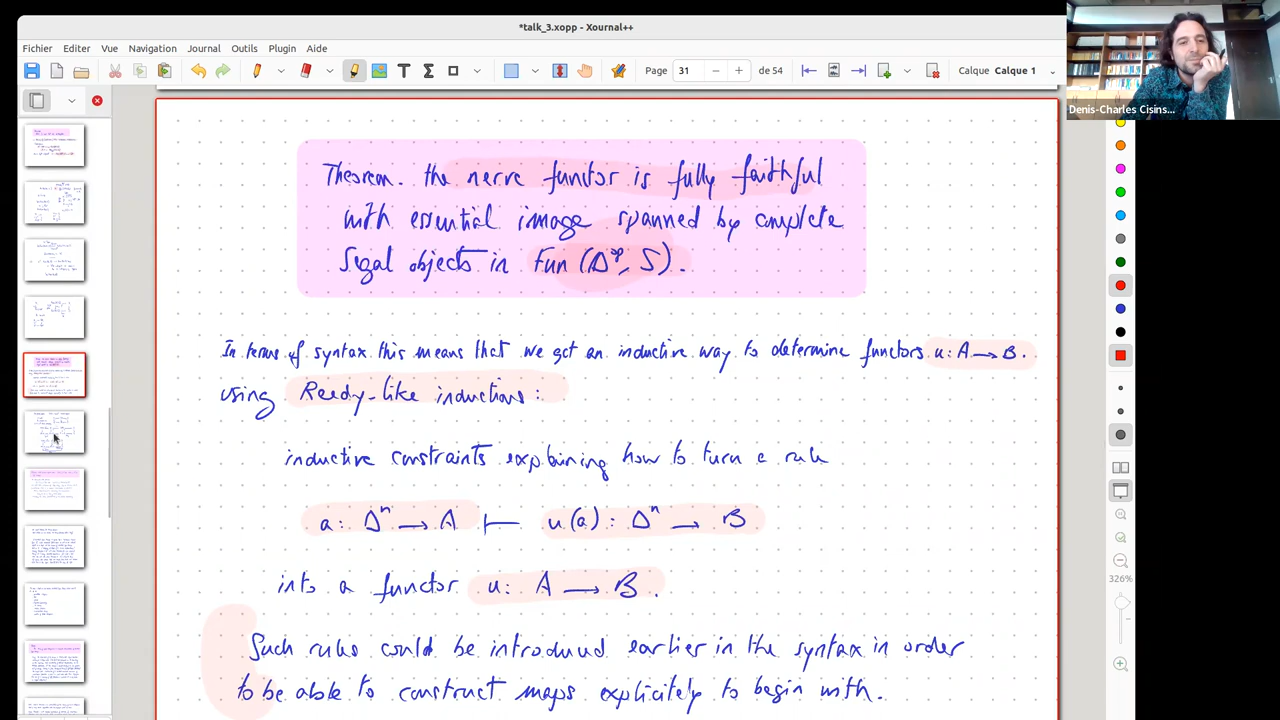 *talk_3.xopp - Xournal++
Fichier Editer Vue Navigation Journal Outils Plugin Aide
Page 31 de 54 Calque Calque 1
Denis-Charles Cisins...
Theorem. the nerve functor is fully faithful
with essential image spanned by complete
Segal objects in Fun (Δ^op, S).
In terms of syntax this means that we get an inductive way to determine functors u: A → B.
using Reedy-like inductions:
inductive constraints explaining how to turn a rule
a: Δ^n → A ⊢ u(a): Δ^n → B
into a functor u: A → B.
Such rules could be introduced earlier in the syntax in order
to be able to construct maps explicitely to begin with.
326%